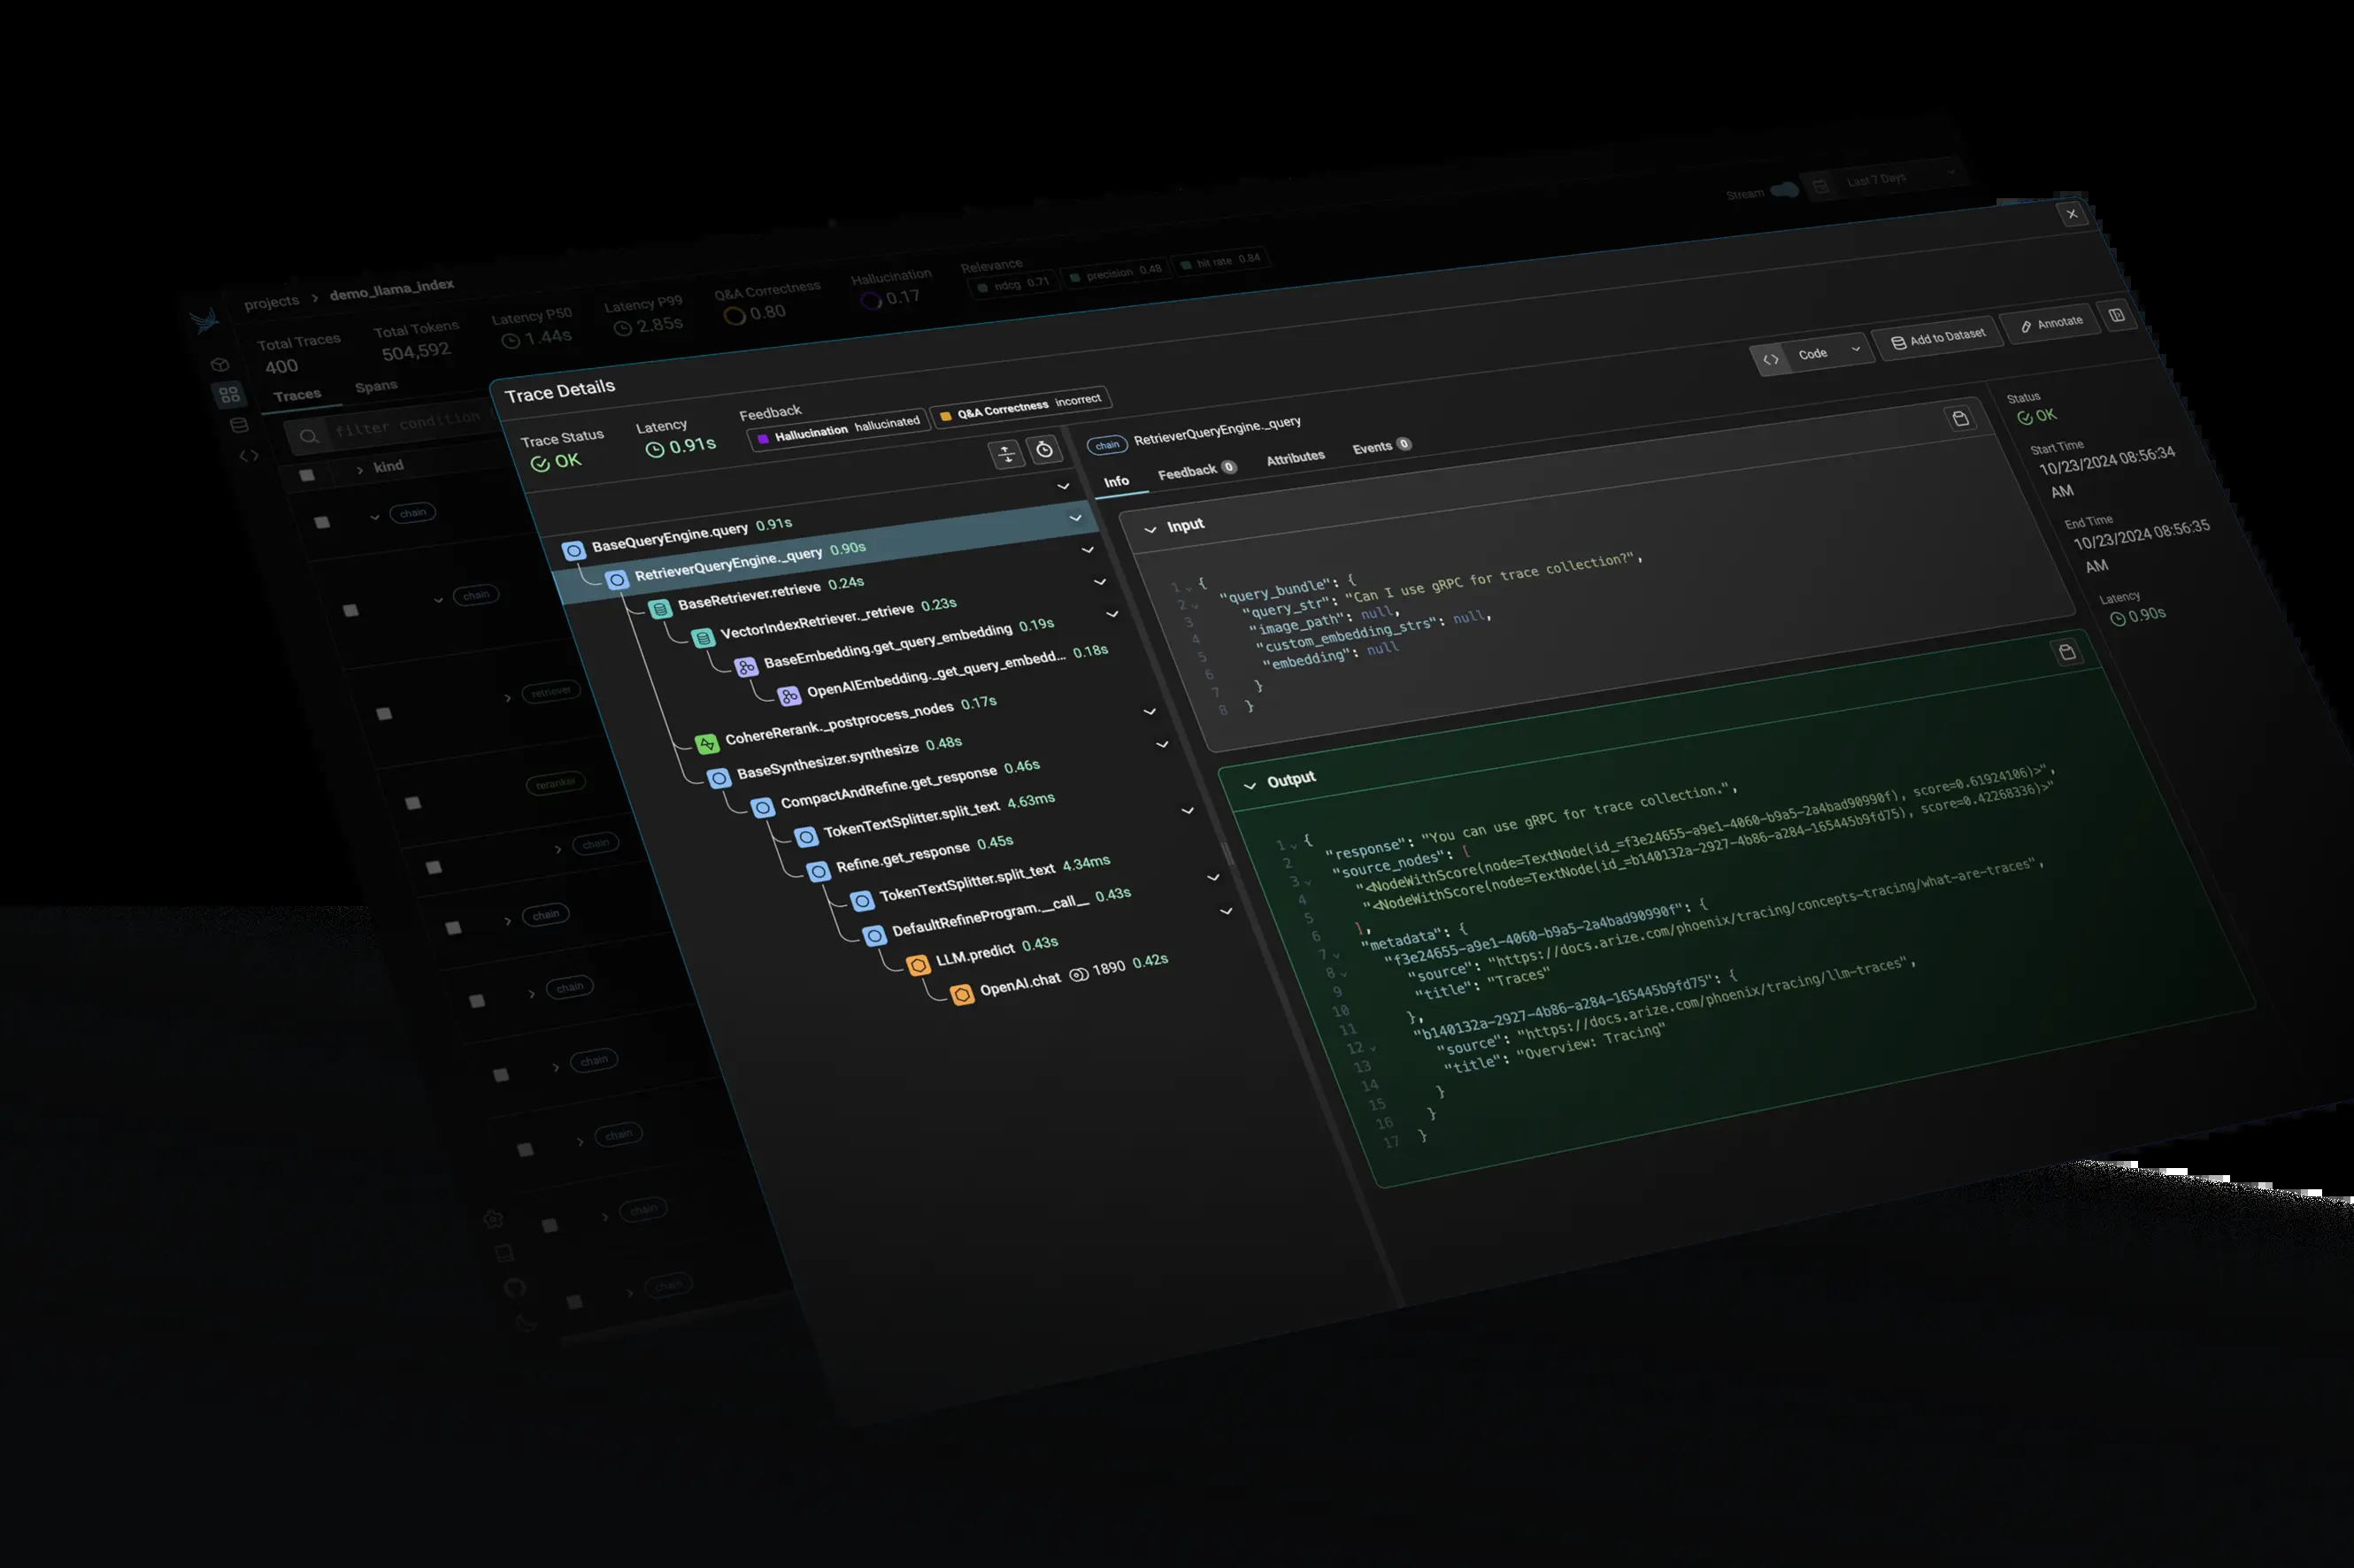 projects > demo_llama_index
Stream
Last 7 Days
Total Traces
400
Total Tokens
504,592
Latency P50
1.44s
Latency P99
2.85s
Q&A Correctness
0.80
Hallucination
0.17
Relevance
ndcg 0.71
precision 0.48
hit rate 0.84
Traces
Spans
filter condition
kind
chain
chain
retriever
reranker
chain
chain
chain
chain
chain
chain
chain
Trace Details
Trace Status
OK
Latency
0.91s
Feedback
Hallucination hallucinated
Q&A Correctness incorrect
BaseQueryEngine.query 0.91s
RetrieverQueryEngine._query 0.90s
BaseRetriever.retrieve 0.24s
VectorIndexRetriever._retrieve 0.23s
BaseEmbedding.get_query_embedding 0.19s
OpenAIEmbedding._get_query_embedd... 0.18s
CohereRerank._postprocess_nodes 0.17s
BaseSynthesizer.synthesize 0.48s
CompactAndRefine.get_response 0.46s
TokenTextSplitter.split_text 4.63ms
Refine.get_response 0.45s
TokenTextSplitter.split_text 4.34ms
DefaultRefineProgram.__call__ 0.43s
LLM.predict 0.43s
OpenAI.chat 1890 0.42s
chain RetrieverQueryEngine._query
Code
Add to Dataset
Annotate
Info
Feedback 0
Attributes
Events 0
Input
1 {
2 "query_bundle": {
3 "query_str": "Can I use gRPC for trace collection?",
4 "image_path": null,
5 "custom_embedding_strs": null,
6 "embedding": null
7 }
8 }
Output
1 {
2 "response": "You can use gRPC for trace collection.",
3 "source_nodes": [
4 "<NodeWithScore(node=TextNode(id_=f3e24655-a9e1-4060-b9a5-2a4bad90990f), score=0.61924106)>",
5 "<NodeWithScore(node=TextNode(id_=b140132a-2927-4b86-a284-165445b9fd75), score=0.42268336)>"
6 ],
7 "metadata": {
8 "f3e24655-a9e1-4060-b9a5-2a4bad90990f": {
9 "source": "https://docs.arize.com/phoenix/tracing/concepts-tracing/what-are-traces",
10 "title": "Traces"
11 },
12 "b140132a-2927-4b86-a284-165445b9fd75": {
13 "source": "https://docs.arize.com/phoenix/tracing/llm-traces",
14 "title": "Overview: Tracing"
15 }
16 }
17 }
Status
OK
Start Time
10/23/2024 08:56:34
AM
End Time
10/23/2024 08:56:35
AM
Latency
0.90s